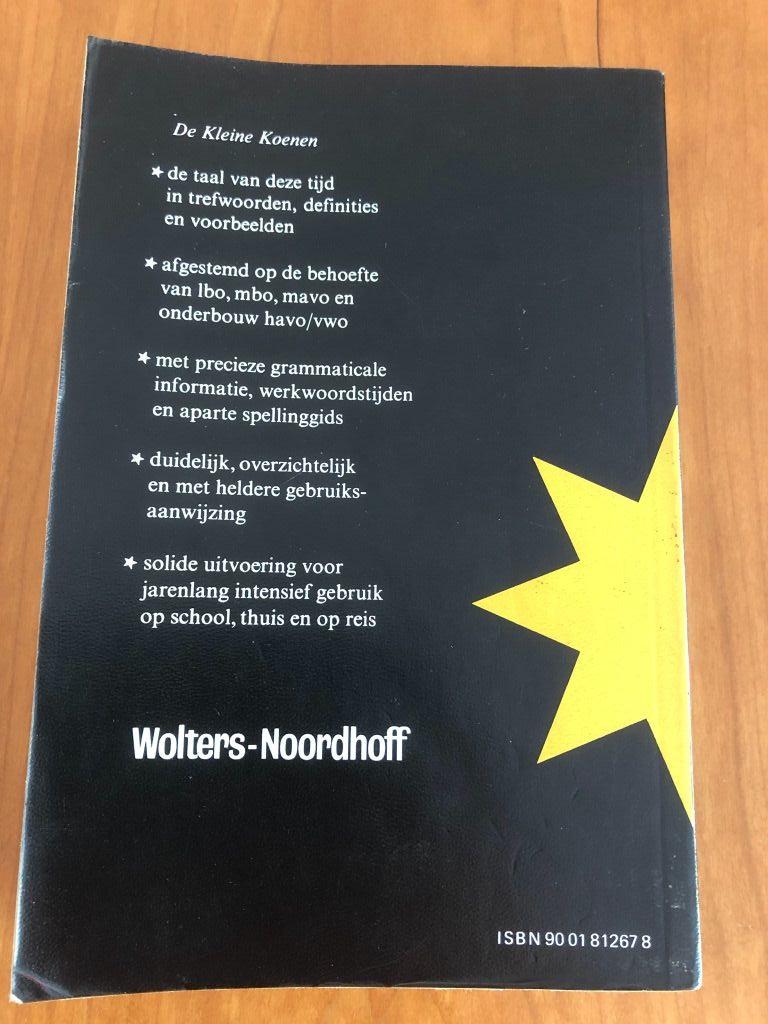 De Kleine Koenen
★ de taal van deze tijd
in trefwoorden, definities
en voorbeelden
★ afgestemd op de behoefte
van lbo, mbo, mavo en
onderbouw havo/vwo
★ met precieze grammaticale
informatie, werkwoordstijden
en aparte spellinggids
★ duidelijk, overzichtelijk
en met heldere gebruiks-
aanwijzing
★ solide uitvoering voor
jarenlang intensief gebruik
op school, thuis en op reis
Wolters-Noordhoff
ISBN 90 01 81267 8